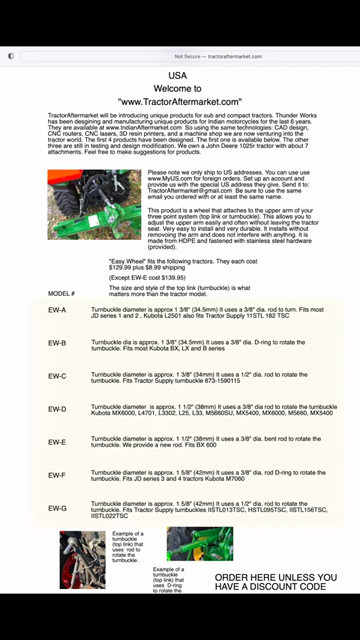 Not Secure — tractoraftermarket.com
USA
Welcome to
"www.TractorAftermarket.com"
TractorAftermarket will be introducing unique products for sub and compact tractors. Thunder Works
has been desgining and manufacturing unique products for Indian motorcycles for the last 6 years.
They are available at www.IndianAftermarket.com So using the same technologies: CAD design,
CNC routers, CNC lasers, 3D resin printers, and a machine shop we are now venturing into the
tractor world. The first 4 products have been designed. The first one is available below. The other
three are still in testing and design modification. We own a John Deere 1025r tractor with about 7
attachments. Feel free to make suggestions for products.
Please note we only ship to US addresses. You can use use
www.MyUS.com for foreign orders. Set up an account and
provide us with the special US address they give. Send it to:
TractorAftermarket@gmail.com Be sure to use the same
email you ordered with or at least the same name.
This product is a wheel that attaches to the upper arm of your
three point system (top link or turnbuckle). This allows you to
adjust the upper arm easily and often without leaving the tractor
seat. Very easy to install and very durable. It installs without
removeing the arm and does not interfere with anything. It is
made from HDPE and fastened with stainless steel hardware
(provided).
"Easy Wheel" fits the following tractors. They each cost
$129.99 plus $8.99 shipping
(Except EW-E cost $139.95)
The size and style of the top link (turnbuckle) is what
matters more than the tractor model.
MODEL #
EW-A
Turnbuckle diameter is approx. 1 3/8" (34.5mm) It uses a 3/8" rod to turn. Fits most
JD series 1 and 2 , Kubota L2501 also fits Tractor Supply 11STL 182 TSC
EW-B
Turnbuckle dia is approx. 1 3/8" (34.5mm) It uses a 3/8" dia. D-ring to rotate the
turnbuckle. Fits most Kubota BX, LX and B series
EW-C
Turnbuckle diameter is approx. 1 3/8" (34mm) It uses a 1/2" dia. rod to rotate the
turnbuckle. Fits Tractor Supply turnbuckle 873-1590115
EW-D
Turnbuckle diameter is approx. 1 1/2" (38mm) It uses a 3/8" dia rod to rotate the turnbuckle
Kubota MX6000, L4701, L3302, L25, L33, M5660SU, MX5400, MX6000, M5660, MX5400
EW-E
Turnbuckle diameter is approx. 1 1/2" (38mm) It uses a 3/8" dia. bent rod to rotate the
turnbuckle. We provide a new rod. Fits BX 600
EW-F
Turnbuckle diameter is approx. 1 5/8" (42mm) It uses a 3/8" dia. rod D-ring to rotate the
turnbuckle. Fits JD series 3 and 4 tractors Kubota M7060
EW-G
Turnbuckle diameter is approx. 1 5/8" (42mm) It uses a 1/2" dia. rod to rotate the
turnbuckle. Fits Tractor Supply turnbuckles IISTL013TSC, HSTL095TSC, IISTL156TSC,
IISTL022TSC
Example of a
turnbuckle
(top link) that
uses rod to
rotate the
turnbuckle.
Example of a
turnbuckle
(top link) that
uses D-ring
to rotate the
ORDER HERE UNLESS YOU
HAVE A DISCOUNT CODE